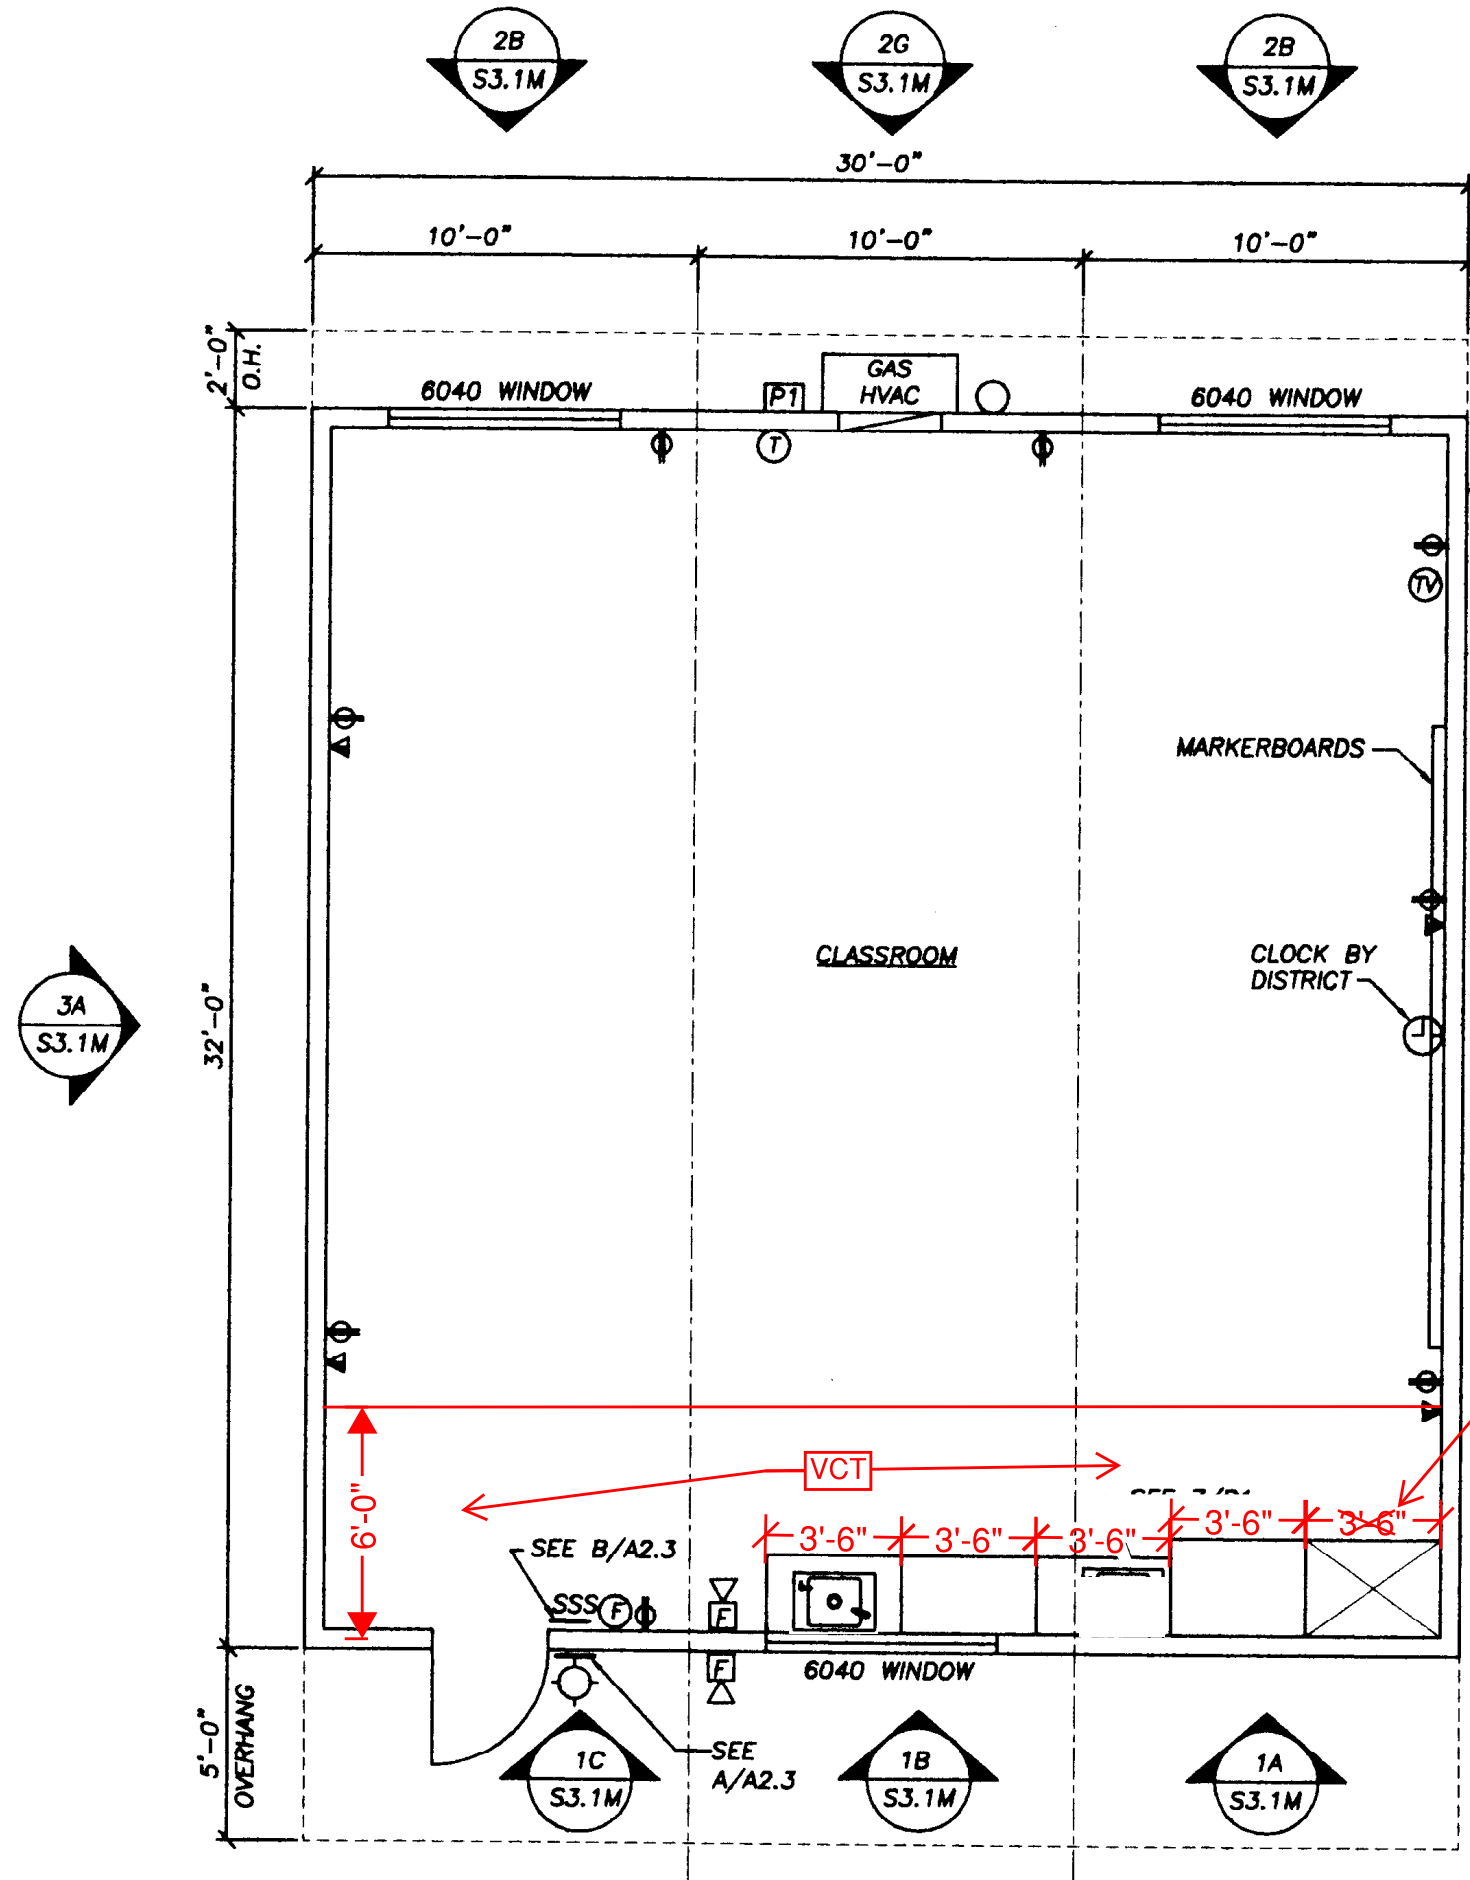 2B
S3.1M
2G
S3.1M
2B
S3.1M
30'-0"
10'-0"
10'-0"
10'-0"
2'-0"
O.H.
6040 WINDOW
P1
GAS
HVAC
6040 WINDOW
T
TV
MARKERBOARDS
CLASSROOM
CLOCK BY
DISTRICT
3A
S3.1M
32'-0"
VCT
6'-0"
3'-6"
3'-6"
3'-6"
3'-6"
3'-6"
SEE B/A2.3
SSS
F
F
F
6040 WINDOW
5'-0"
OVERHANG
SEE
A/A2.3
1C
S3.1M
1B
S3.1M
1A
S3.1M